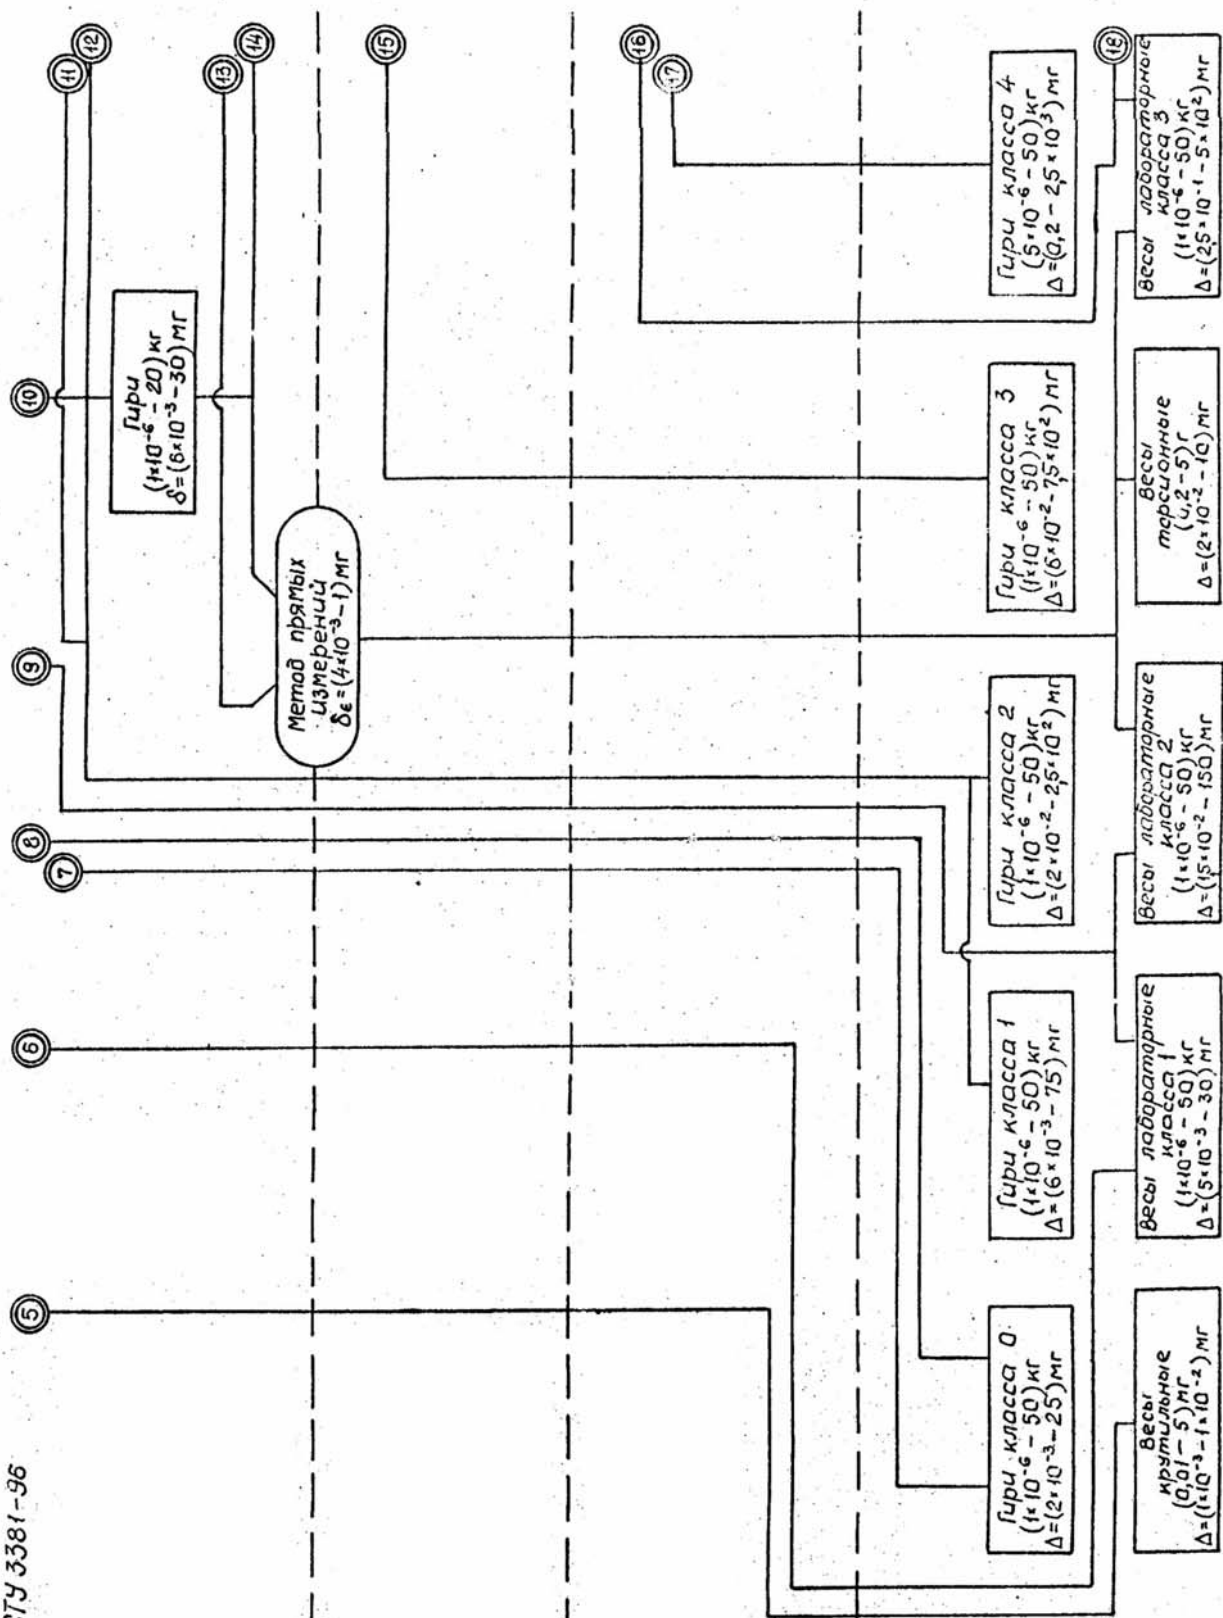 СТУ 3381-96
5
6
7
8
9
10
11
12
13
14
15
16
17
18
Гири
(1×10⁻⁶ – 20) кг
δ=(6×10⁻³–30) мг
Метод прямых
измерений
δε=(4×10⁻³–1) мг
Гири класса 0
(1×10⁻⁶ – 50) кг
Δ=(2×10⁻³–25) мг
Гири класса 1
(1×10⁻⁶ – 50) кг
Δ=(6×10⁻³–75) мг
Гири класса 2
(1×10⁻⁶ – 50) кг
Δ=(2×10⁻²–2,5×10²) мг
Гири класса 3
(1×10⁻⁶ – 50) кг
Δ=(6×10⁻²–7,5×10²) мг
Гири класса 4
(5×10⁻⁶ – 50) кг
Δ=(0,2 – 2,5×10³) мг
Весы
крутильные
(0,01 – 5) мг
Δ=(1×10⁻³–1×10⁻²) мг
Весы лабораторные
класса 1
(1×10⁻⁶ – 50) кг
Δ=(5×10⁻³ – 30) мг
Весы лабораторные
класса 2
(1×10⁻⁶ – 50) кг
Δ=(1,5×10⁻² – 150) мг
Весы
торсионные
(0,2–5) г
Δ=(2×10⁻² – 10) мг
Весы лабораторные
класса 3
(1×10⁻⁶ – 50) кг
Δ=(2,5×10⁻¹ – 5×10²) мг